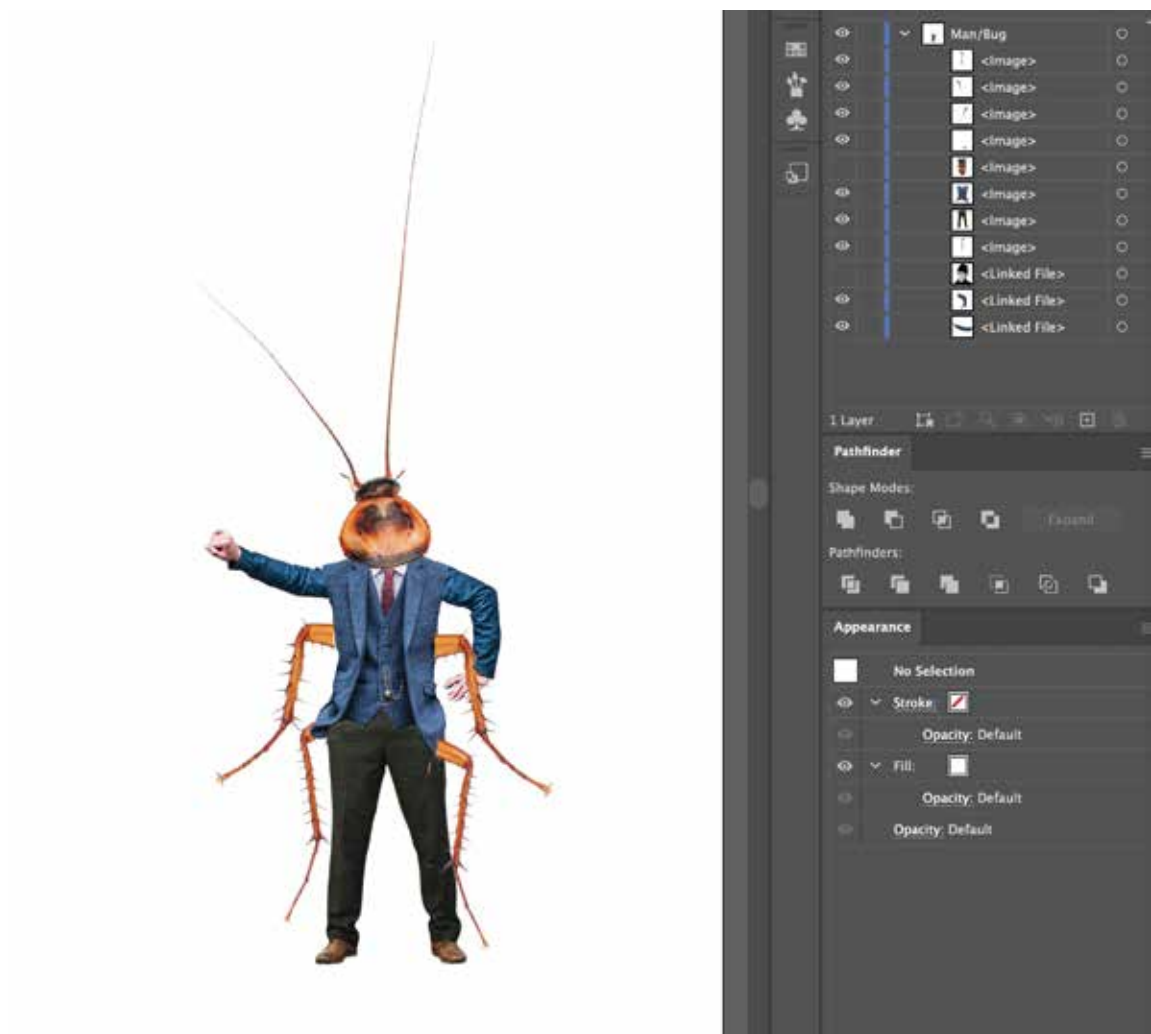 Man/Bug
<Image>
<Image>
<Image>
<Image>
<Image>
<Image>
<Image>
<Image>
<Linked File>
<Linked File>
<Linked File>
1 Layer
Pathfinder
Shape Modes:
Expand
Pathfinders:
Appearance
No Selection
Stroke:
Opacity: Default
Fill:
Opacity: Default
Opacity: Default